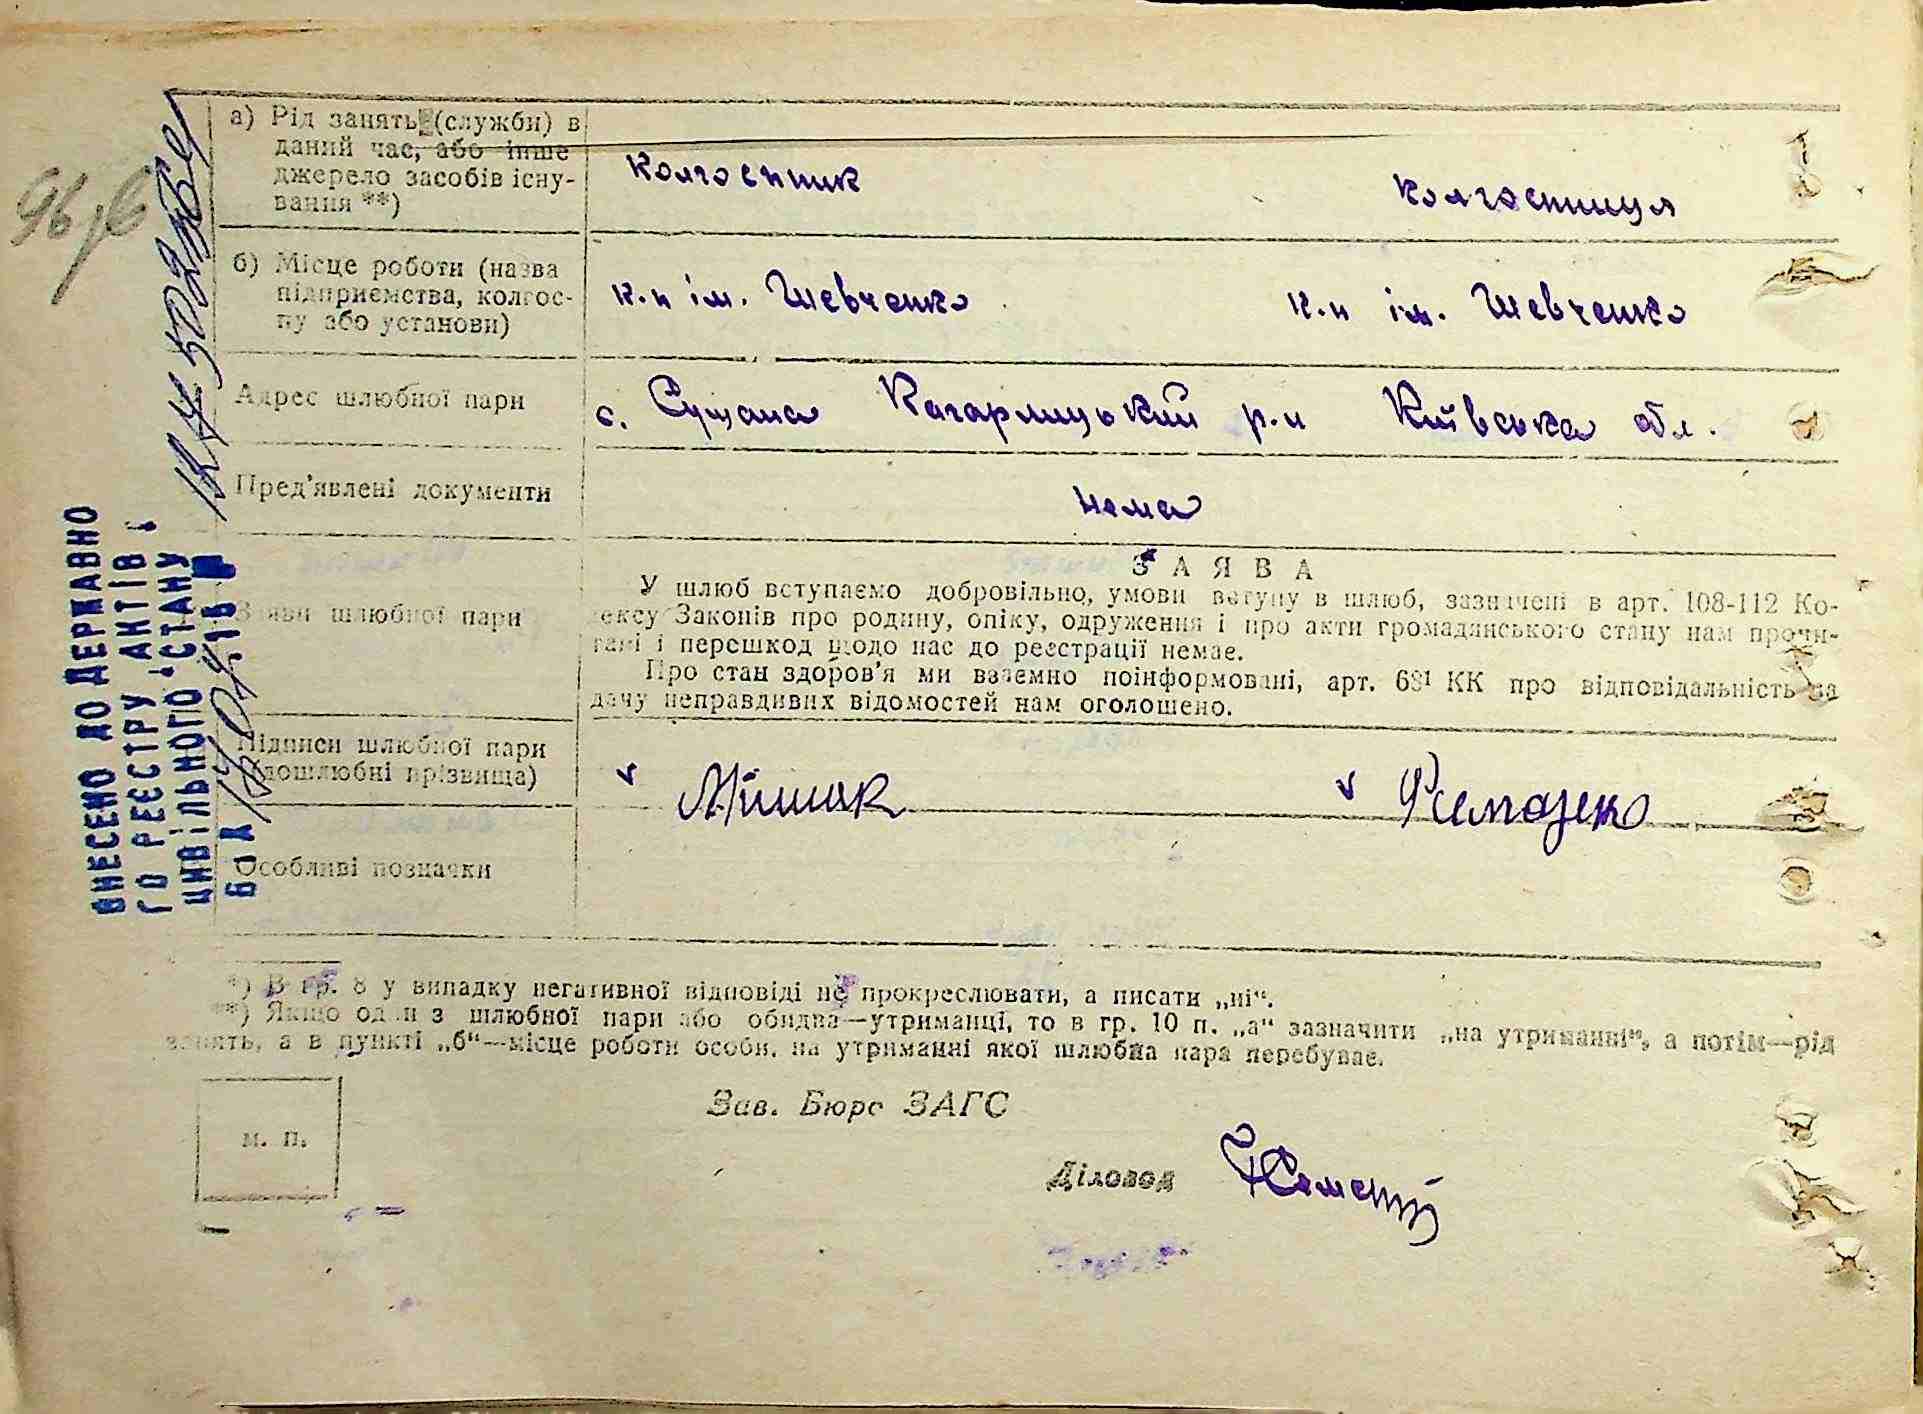 а) Рід занять (служби) в
даний час, або інше
джерело засобів існу-
вання **)
колгоспник
колгоспниця
б) Місце роботи (назва
підприємства, колгос-
пу або установи)
к.п ім. Шевченко
к.п ім. Шевченко
Адрес шлюбної пари
с. Сущана Кагарлицький р.н Київська обл.
Пред'явлені документи
нема
Заяви шлюбної пари
ЗАЯВА
У шлюб вступаємо добровільно, умови вступу в шлюб, зазначені в арт. 108-112 Ко-
дексу Законів про родину, опіку, одруження і про акти громадянського стану нам прочи-
тані і перешкод щодо нас до реєстрації немає.
Про стан здоров'я ми взаємно поінформовані, арт. 68¹ КК про відповідальність за
дачу неправдивих відомостей нам оголошено.
Підписи шлюбної пари
(дошлюбні прізвища)
Особливі позначки
*) В гр. 8 у випадку негативної відповіді не прокреслювати, а писати „ні“.
**) Якщо один з шлюбної пари або обидва—утриманці, то в гр. 10 п. „а“ зазначити „на утриманні“, а потім—рід
занять, а в пункті „б“—місце роботи особи, на утриманні якої шлюбна пара перебуває.
Зав. Бюро ЗАГС
м. п.
Діловод
ВНЕСЕНО ДО ДЕРЖАВНО
ГО РЕЄСТРУ АКТІВ
ЦИВІЛЬНОГО СТАНУ